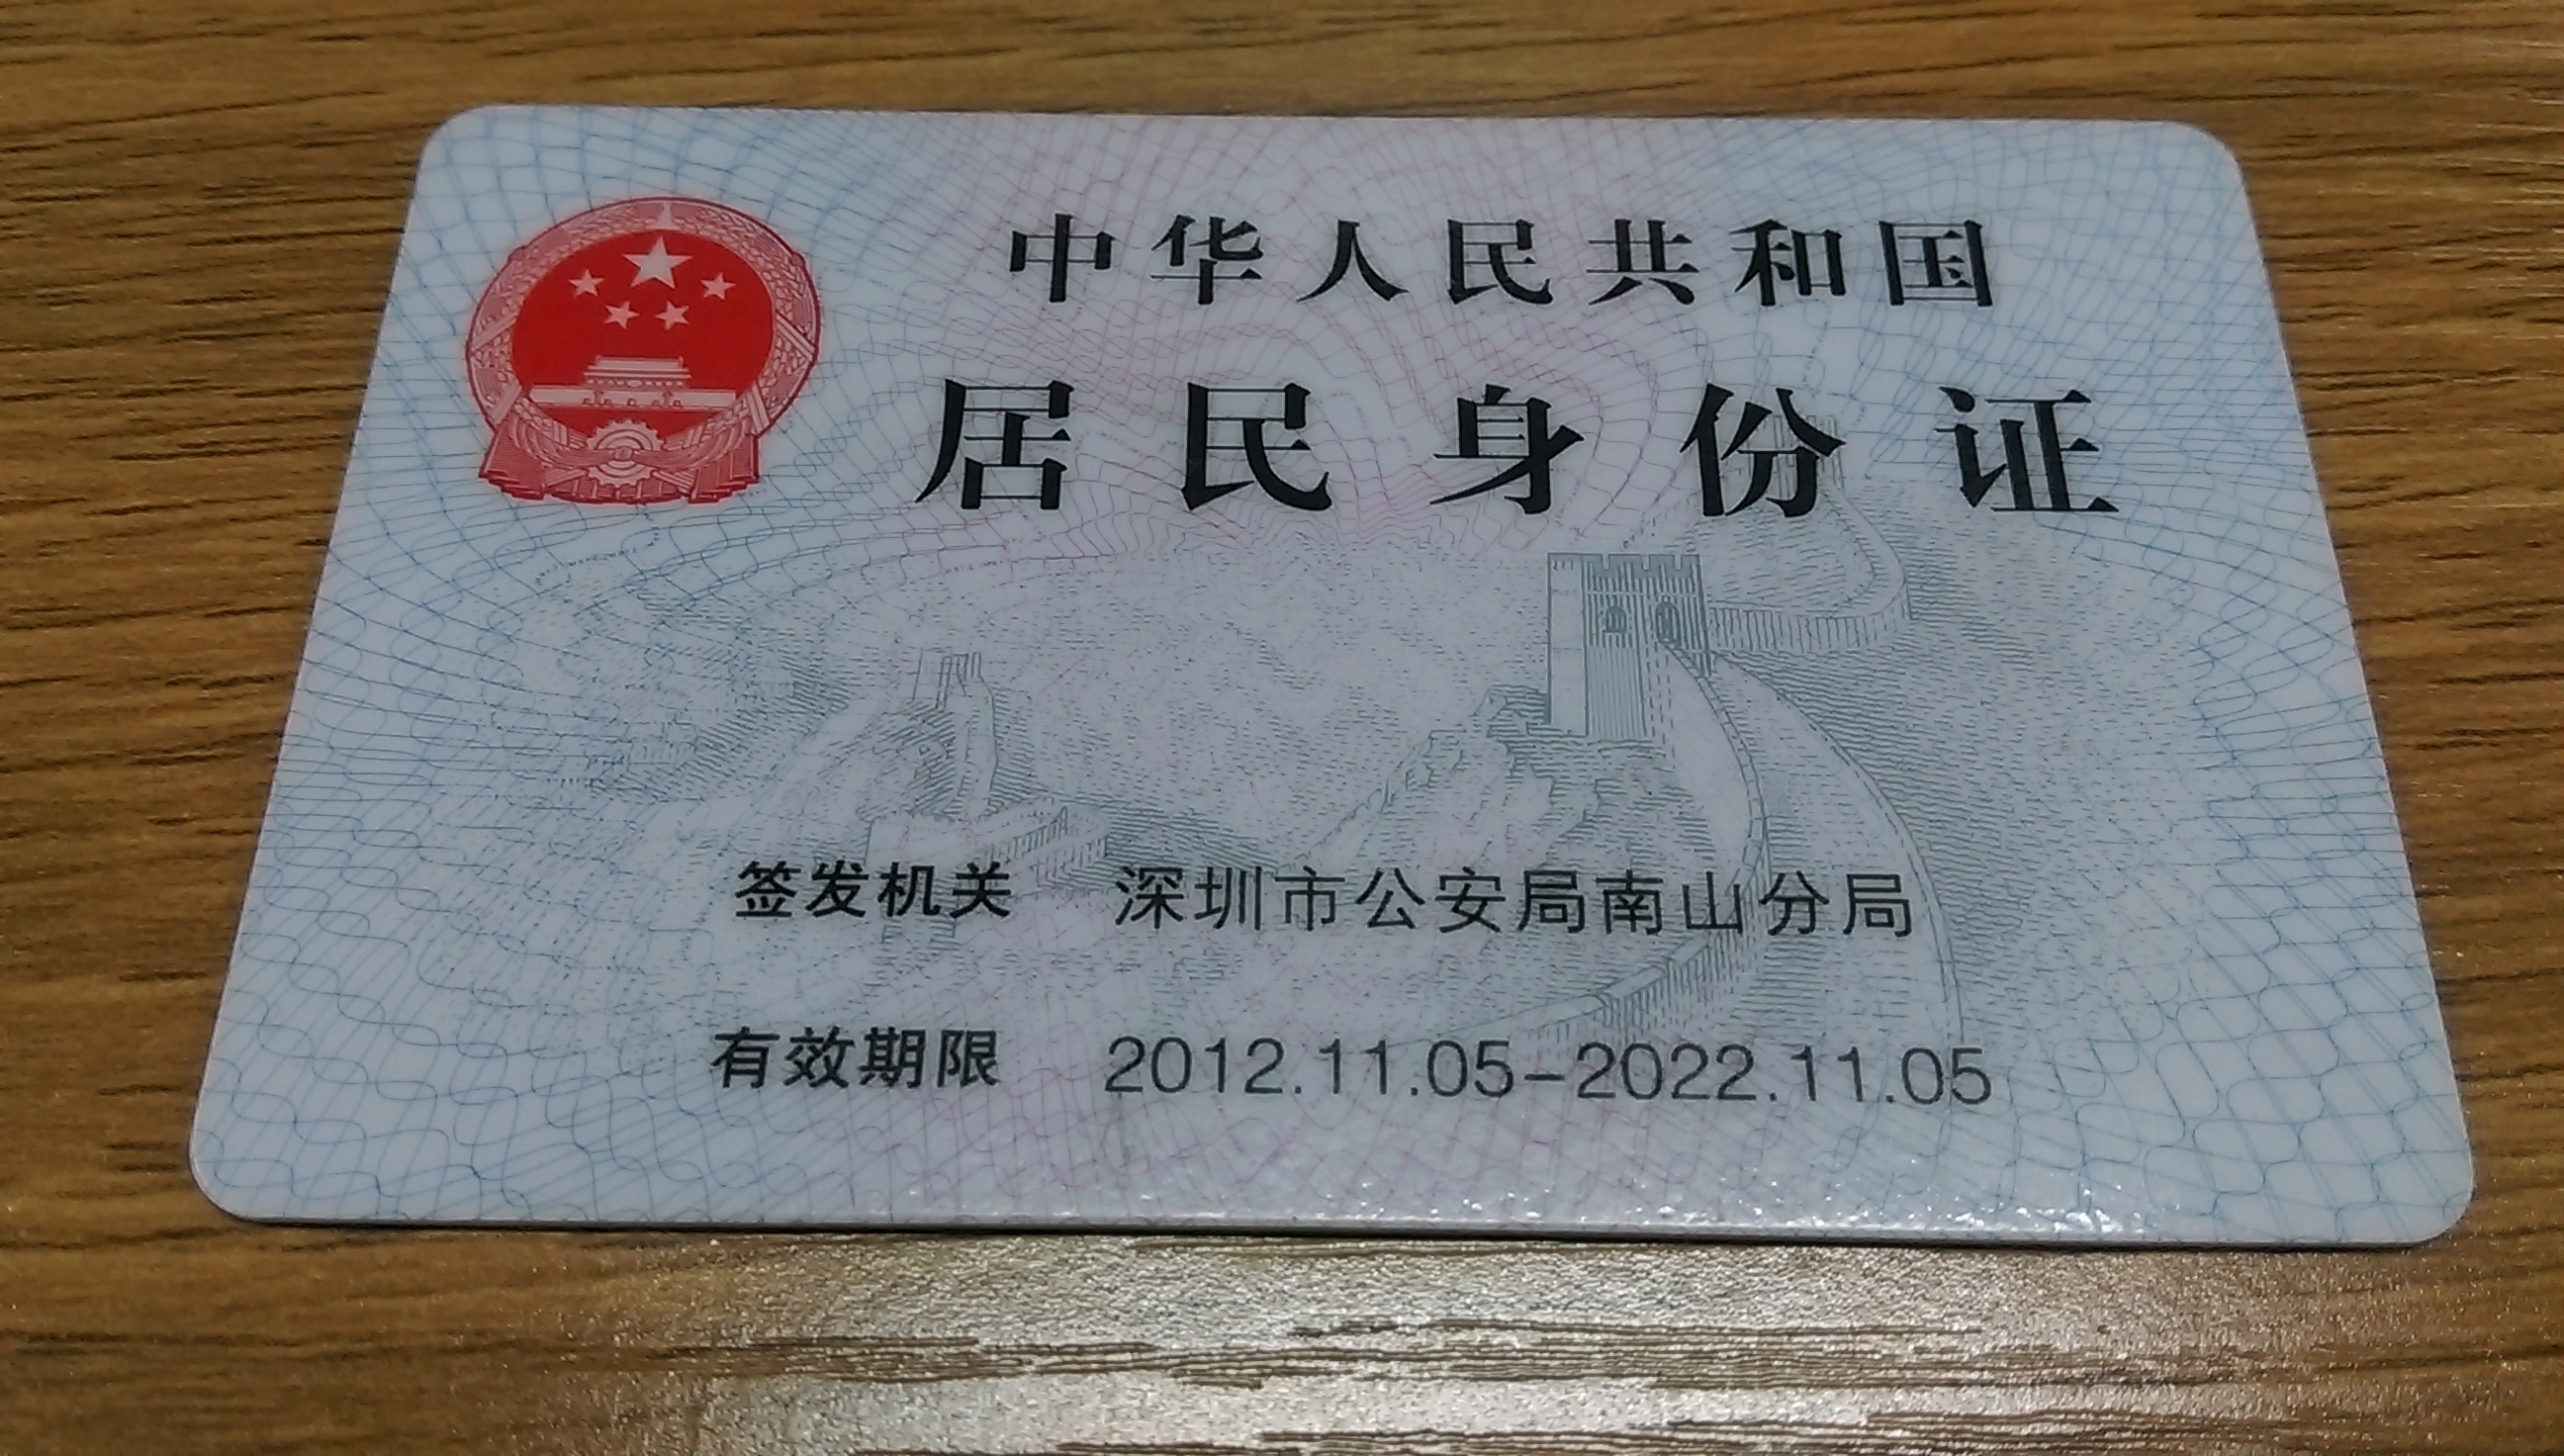 中华人民共和国
居民身份证
签发机关 深圳市公安局南山分局
有效期限 2012.11.05-2022.11.05